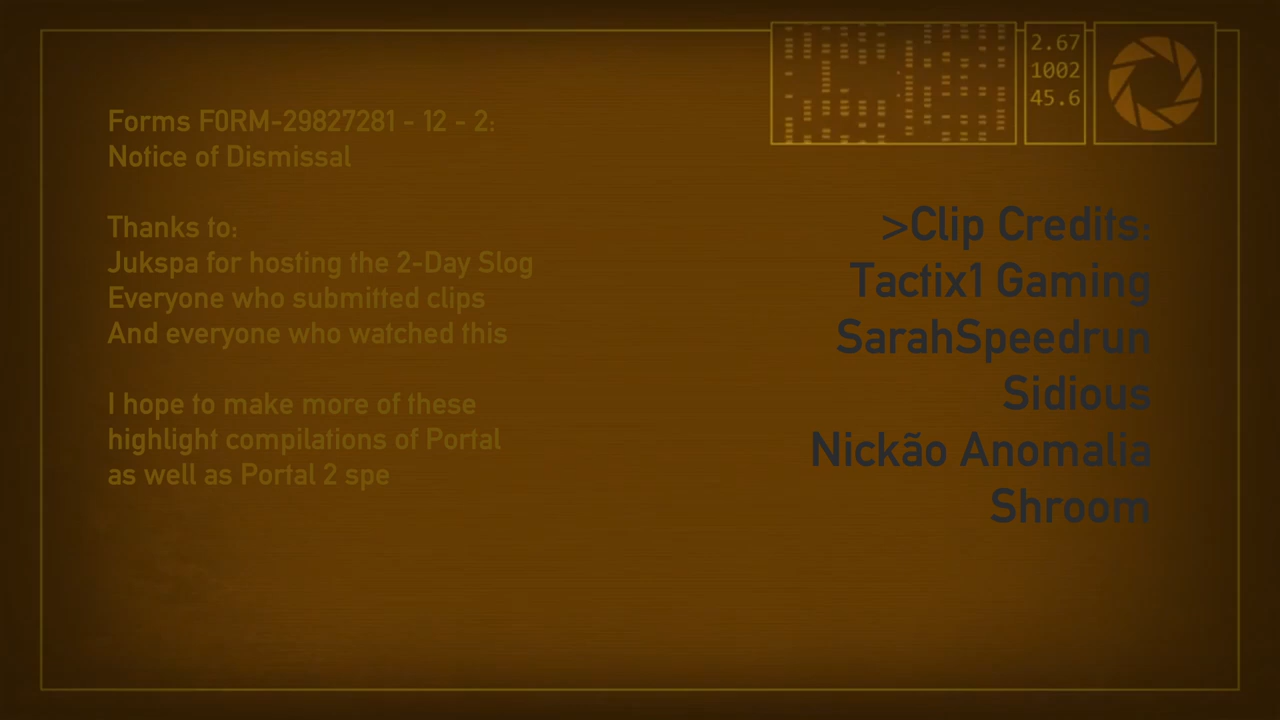 Forms F0RM-29827281 - 12 - 2:
Notice of Dismissal
Thanks to:
Jukspa for hosting the 2-Day Slog
Everyone who submitted clips
And everyone who watched this
I hope to make more of these
highlight compilations of Portal
as well as Portal 2 spe
2.67
1002
45.6
>Clip Credits:
Tactix1 Gaming
SarahSpeedrun
Sidious
Nickão Anomalia
Shroom